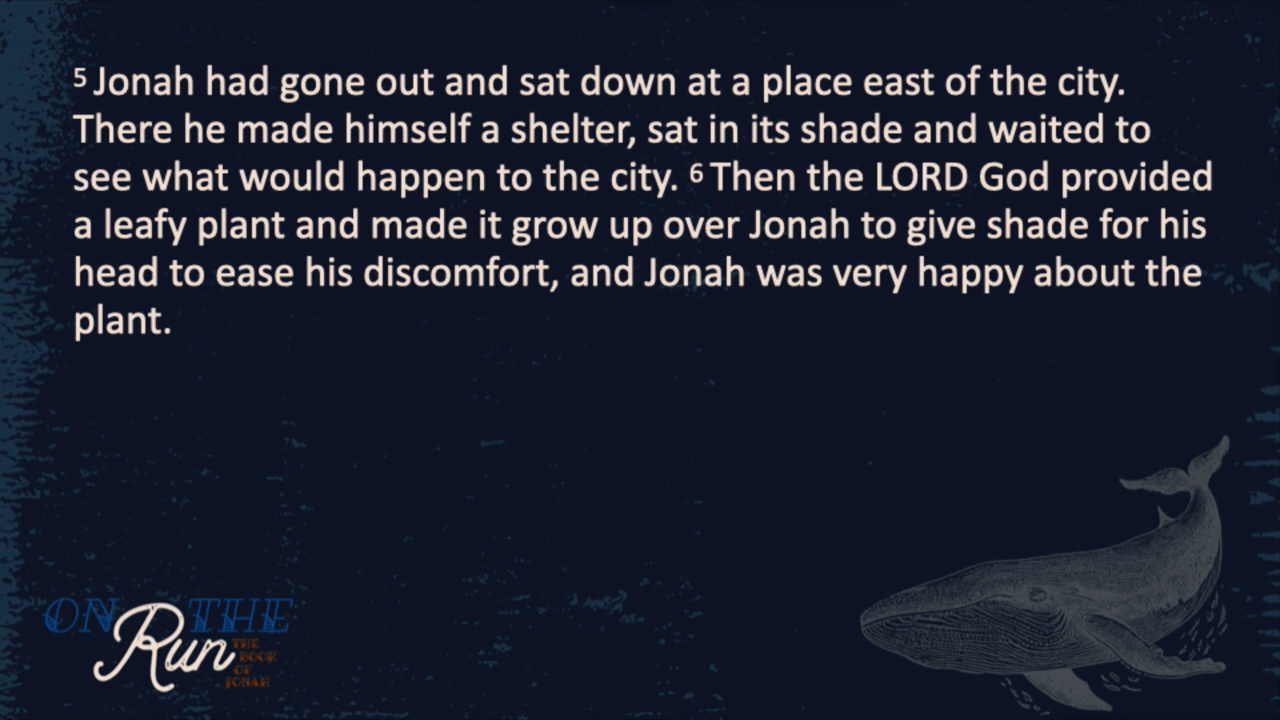 5 Jonah had gone out and sat down at a place east of the city.
There he made himself a shelter, sat in its shade and waited to
see what would happen to the city. 6 Then the LORD God provided
a leafy plant and made it grow up over Jonah to give shade for his
head to ease his discomfort, and Jonah was very happy about the
plant.
ON THE
Run
THE
BOOK
OF
JONAH